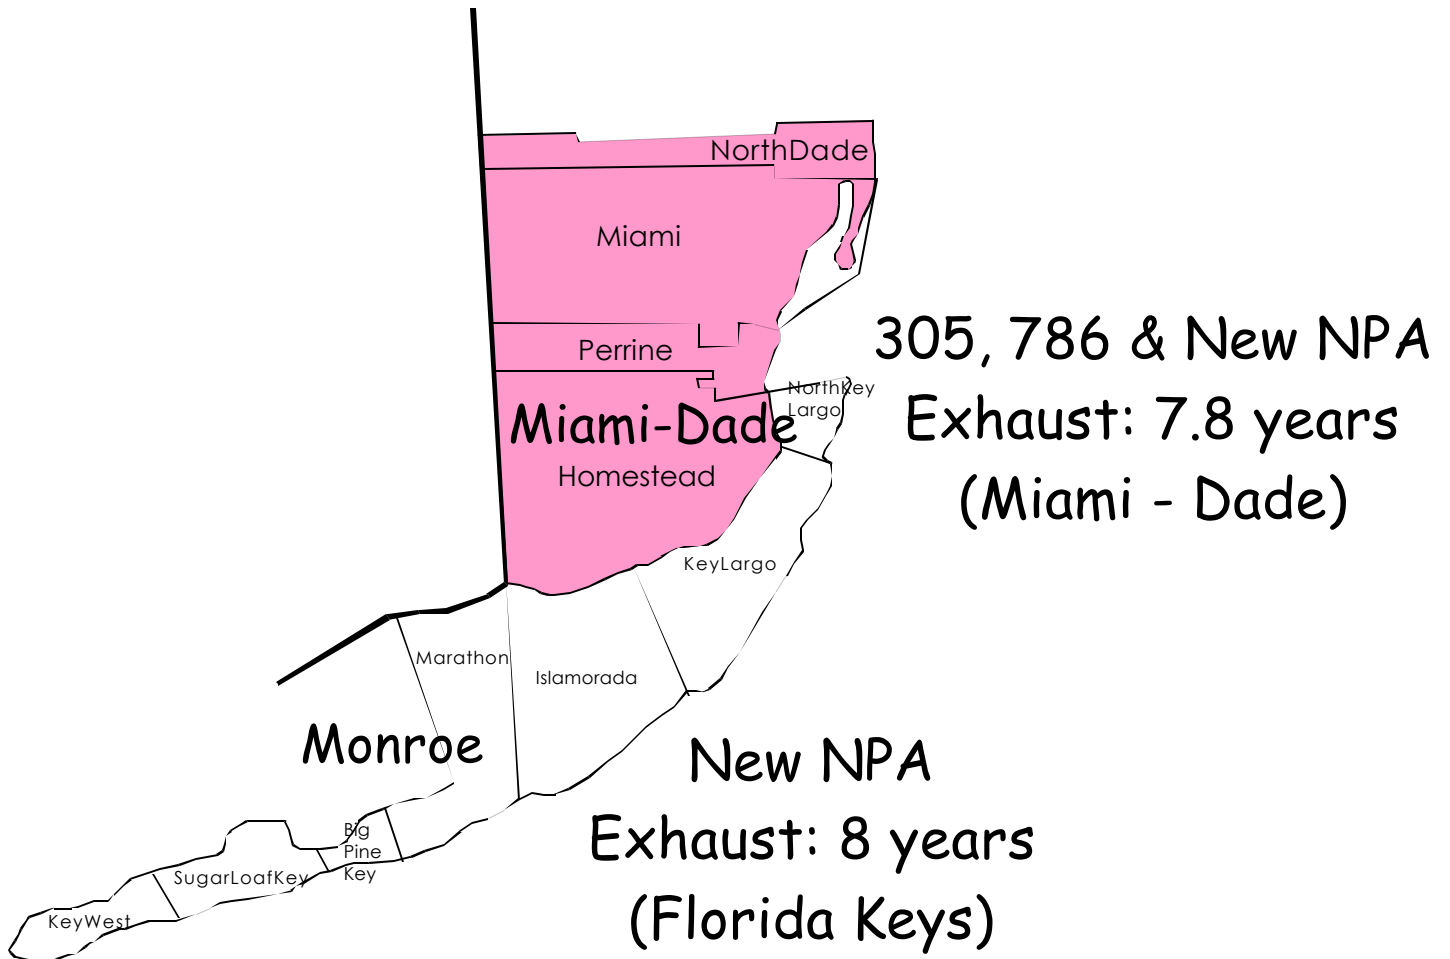 NorthDade
Miami
305, 786 & New NPA
Exhaust: 7.8 years
(Miami - Dade)
Perrine
NorthKey
Largo
Miami-Dade
Homestead
KeyLargo
Marathon
Islamorada
Monroe
New NPA
Exhaust: 8 years
(Florida Keys)
Big
Pine
Key
SugarLoafKey
KeyWest